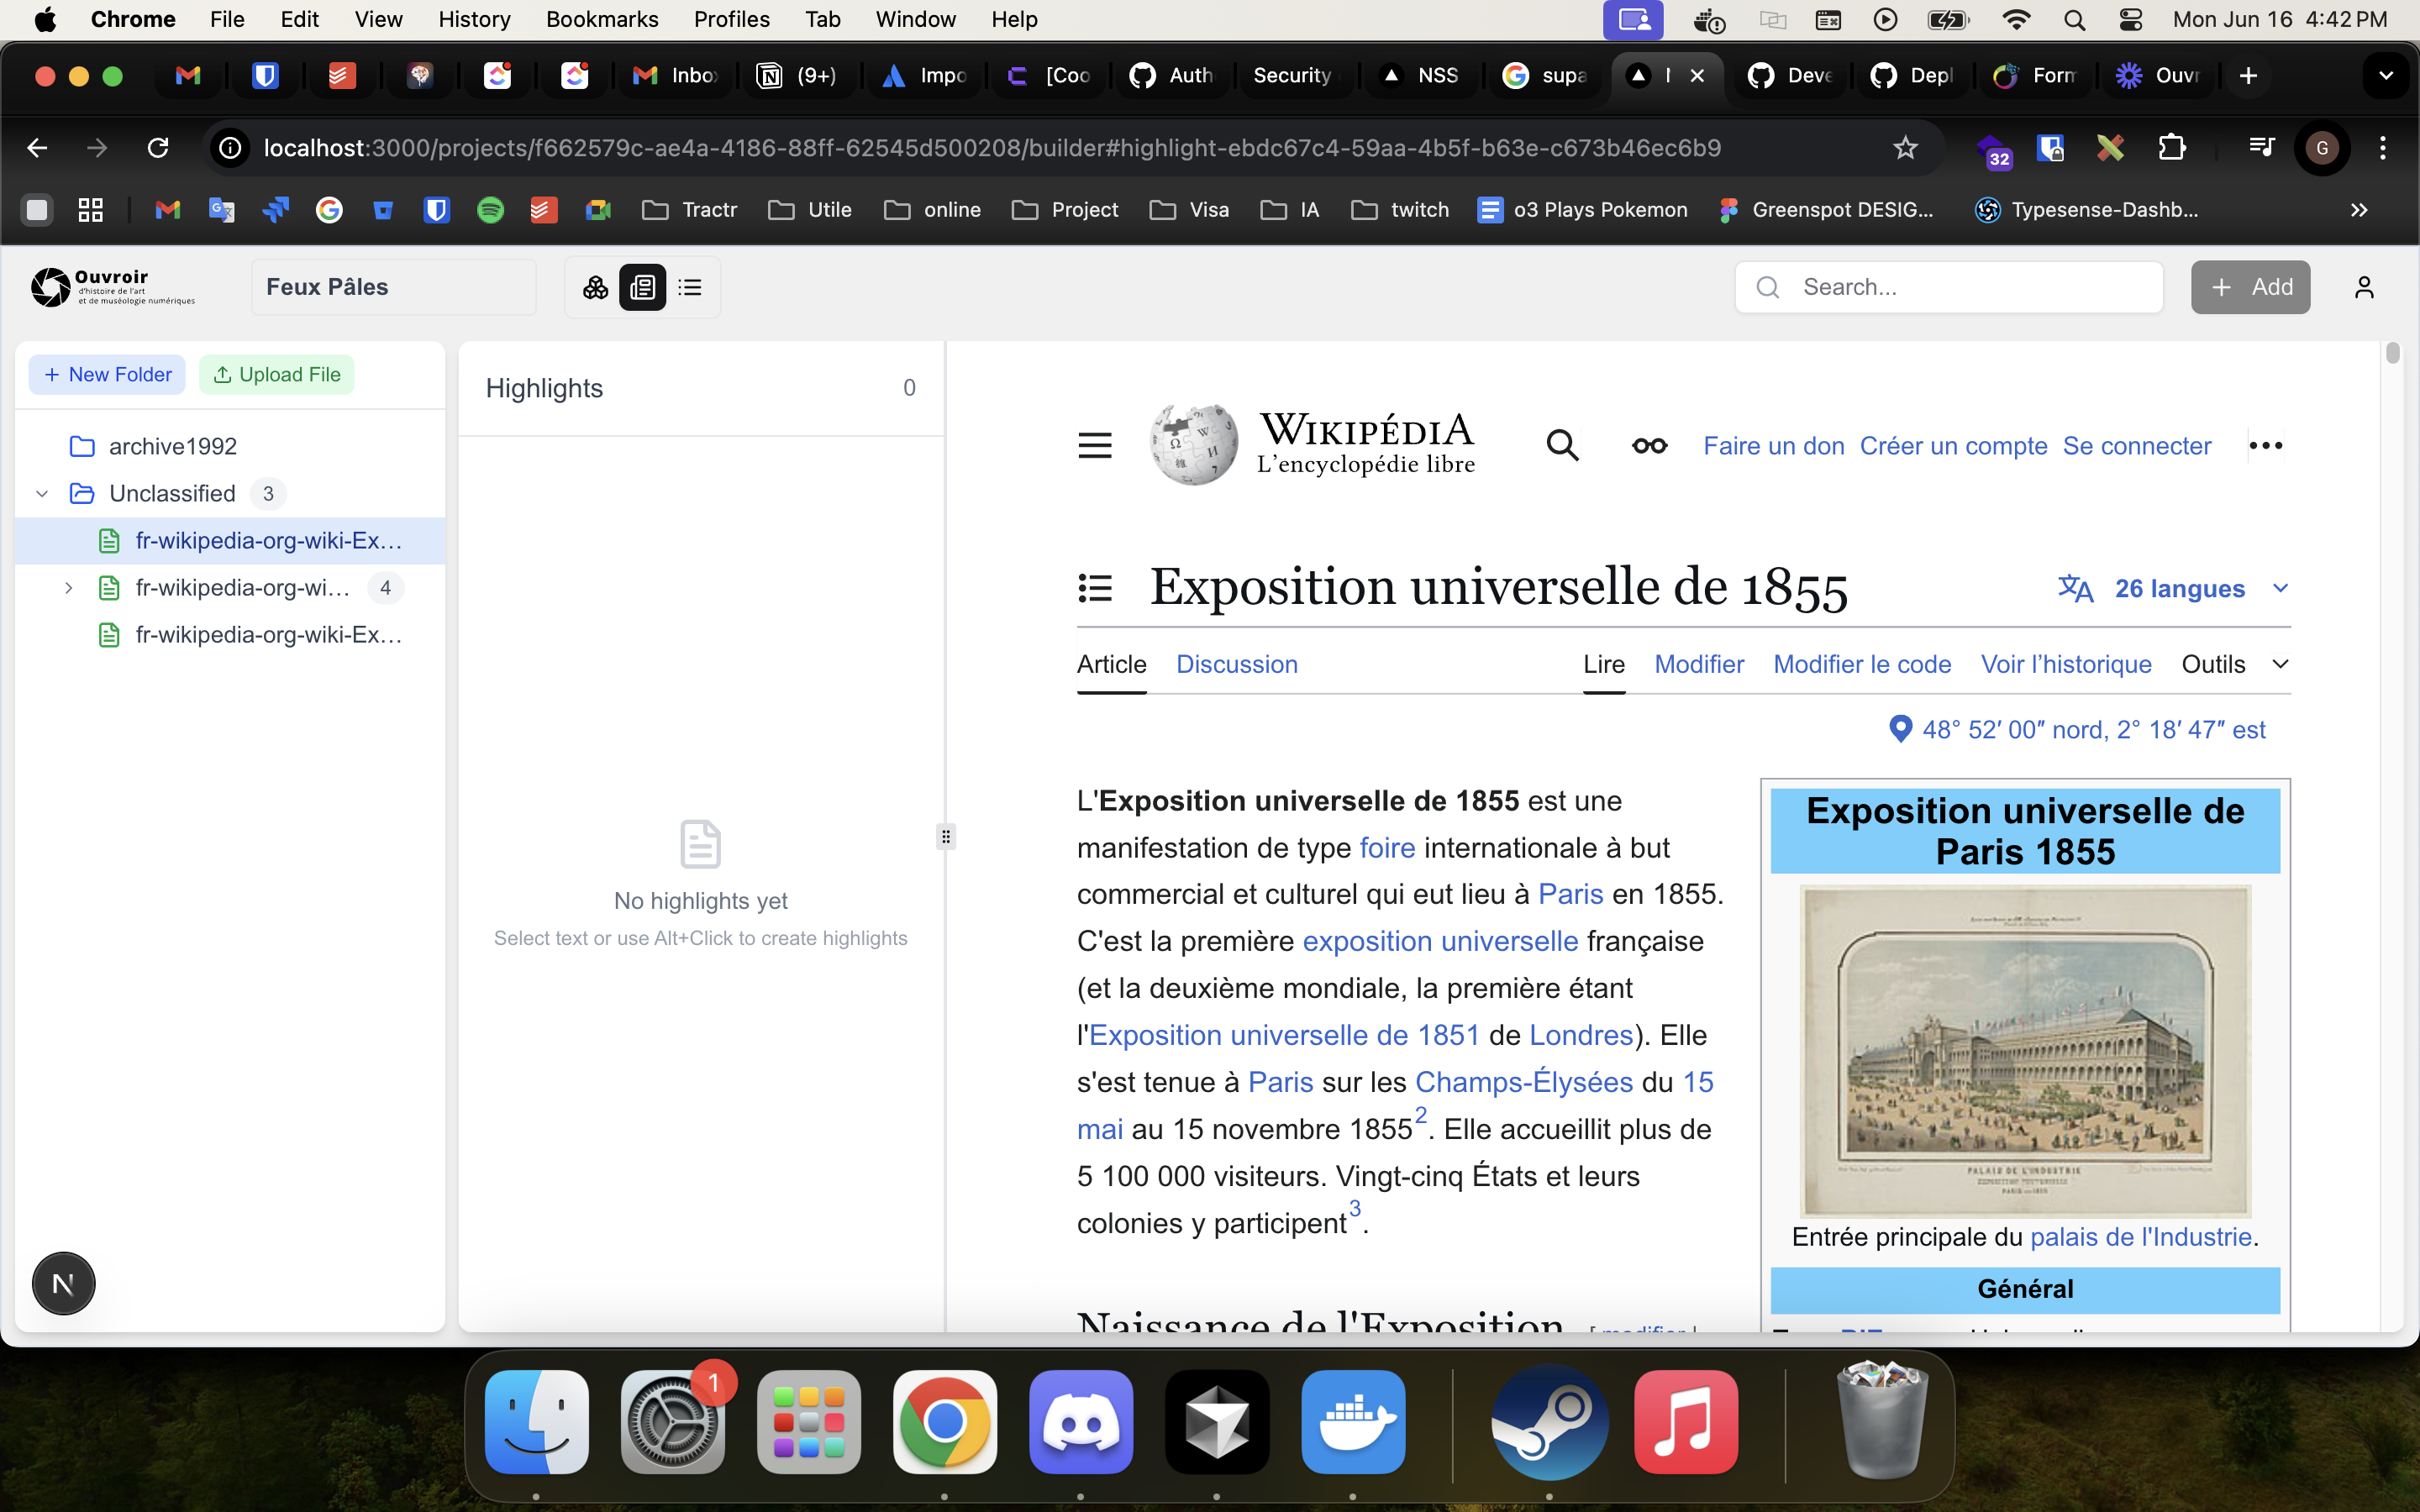 Chrome File Edit View History Bookmarks Profiles Tab Window Help Mon Jun 16 4:42 PM
Inbo (9+) Impo [Coo Auth Security NSS supa Deve Depl Form Ouvr
localhost:3000/projects/f662579c-ae4a-4186-88ff-62545d500208/builder#highlight-ebdc67c4-59aa-4b5f-b63e-c673b46ec6b9 32 G
Tractr Utile online Project Visa IA twitch o3 Plays Pokemon Greenspot DESIG... Typesense-Dashb...
Ouvroir
d'histoire de l'art
et de muséologie numériques
Feux Pâles
Search...
+ Add
+ New Folder Upload File
archive1992
Unclassified 3
fr-wikipedia-org-wiki-Ex...
fr-wikipedia-org-wi... 4
fr-wikipedia-org-wiki-Ex...
N
Highlights 0
No highlights yet
Select text or use Alt+Click to create highlights
WIKIPÉDIA
L'encyclopédie libre
Faire un don Créer un compte Se connecter
Exposition universelle de 1855
26 langues
Article Discussion Lire Modifier Modifier le code Voir l'historique Outils
48° 52′ 00″ nord, 2° 18′ 47″ est
L'Exposition universelle de 1855 est une
manifestation de type foire internationale à but
commercial et culturel qui eut lieu à Paris en 1855.
C'est la première exposition universelle française
(et la deuxième mondiale, la première étant
l'Exposition universelle de 1851 de Londres). Elle
s'est tenue à Paris sur les Champs-Élysées du 15
mai au 15 novembre 1855². Elle accueillit plus de
5 100 000 visiteurs. Vingt-cinq États et leurs
colonies y participent³.
Naissance de l'Exposition [ modifier |
Exposition universelle de
Paris 1855
PALAIS DE L'INDUSTRIE
EXPOSITION UNIVERSELLE
PARIS 1855
Entrée principale du palais de l'Industrie.
Général
1